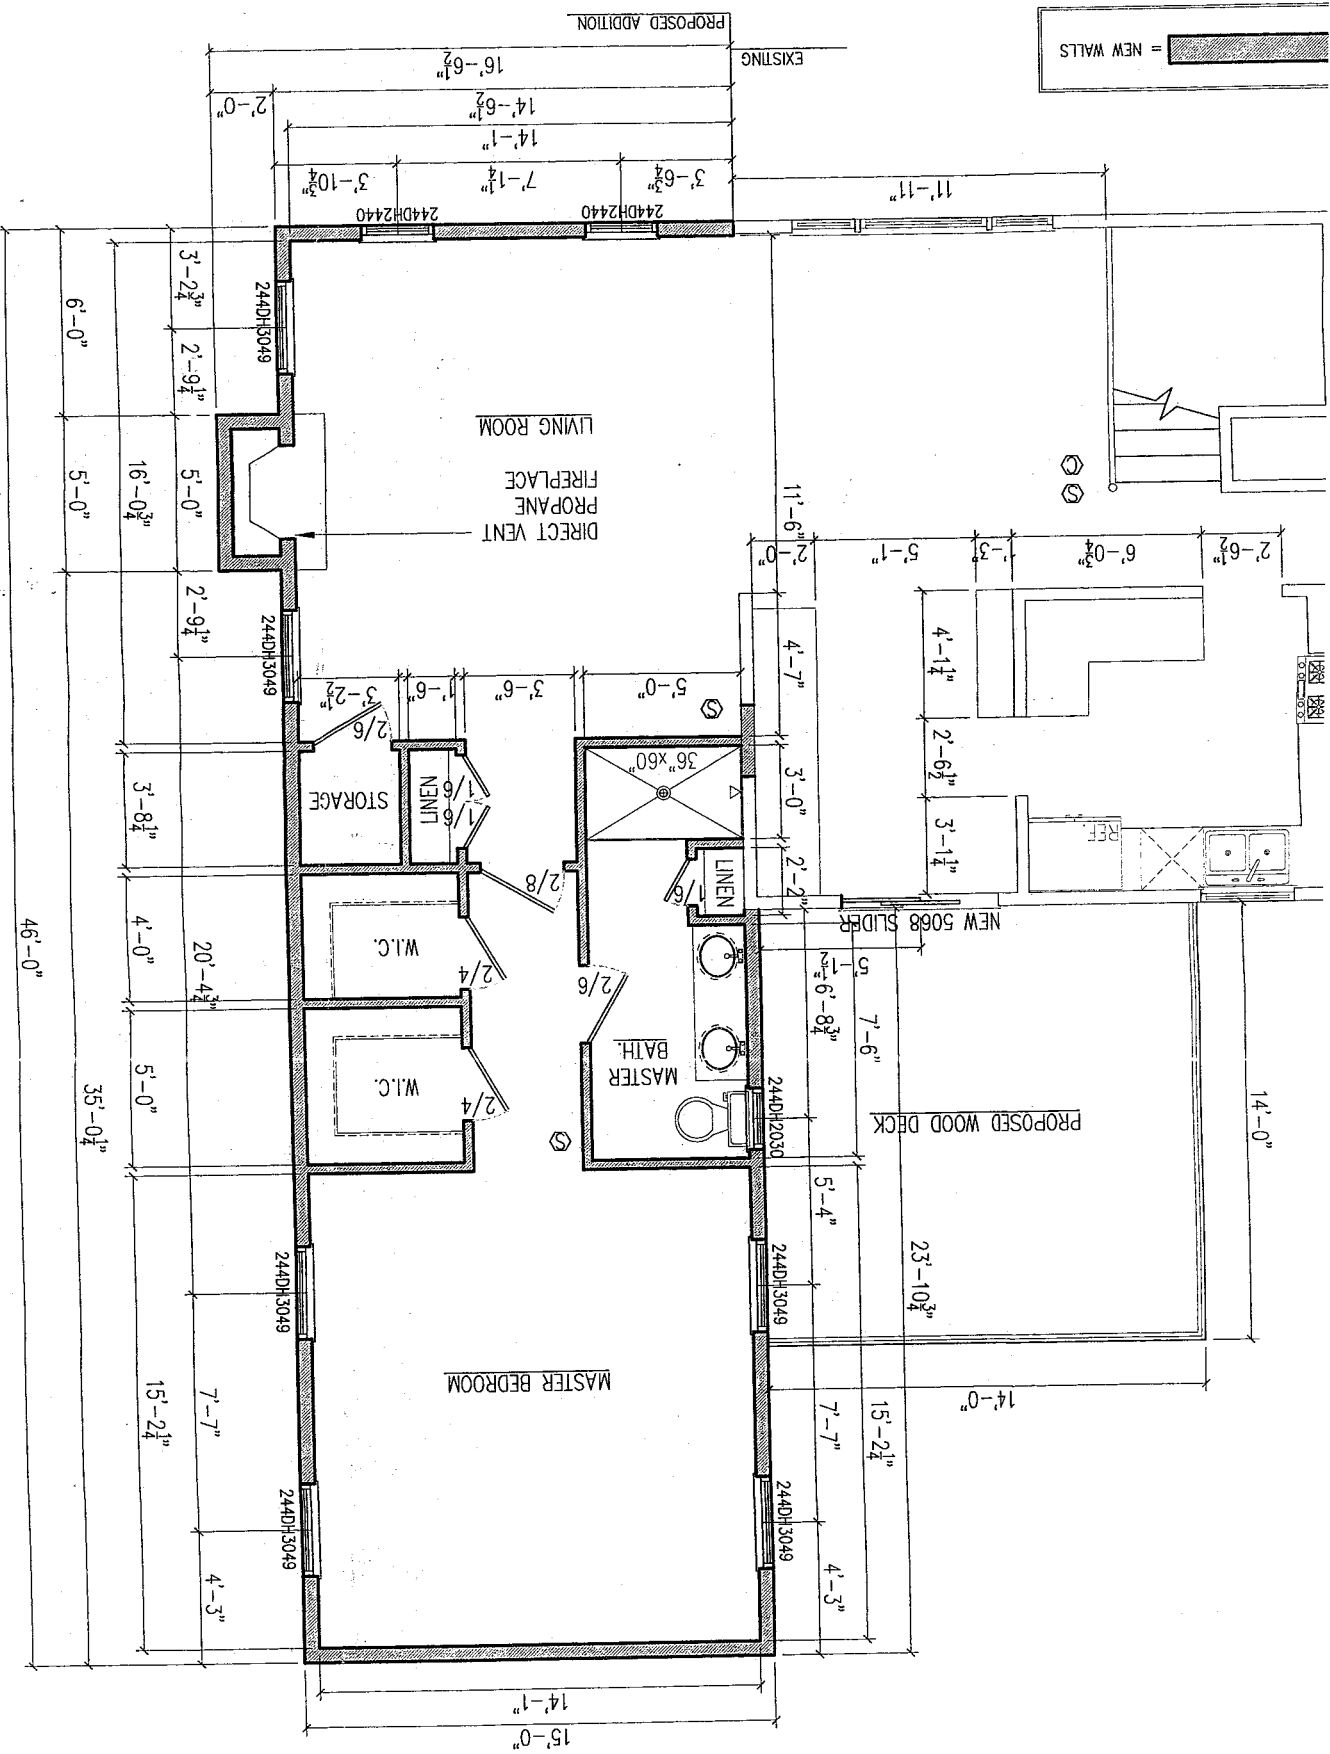 PROPOSED ADDITION
EXISTING
= NEW WALLS
16'-6½"
2'-0"
14'-6½"
14'-1"
3'-10¾"
7'-1¼"
3'-6¾"
11'-11"
244DH2440
244DH2440
3'-2¾"
244DH3049
6'-0"
2'-9¼"
LIVING ROOM
DIRECT VENT
PROPANE
FIREPLACE
5'-0"
16'-0¾"
5'-0"
11'-6"
S
C
2'-0"
5'-1"
1'-3"
6'-0¾"
2'-6½"
2'-9¼"
244DH3049
4'-7"
4'-1¼"
3'-2½"
1'-6"
3'-6"
5'-0"
S
2/6
2'-6½"
36"x60"
3'-0"
STORAGE
LINEN
1/6
1/6
3'-8¼"
3'-1¼"
REF.
2/8
1/6
LINEN
2'-2"
NEW 5068 SLIDER
46'-0"
4'-0"
20'-4¾"
W.I.C.
2/4
2/6
5'-1½"
6'-8¾"
7'-6"
MASTER
BATH.
5'-0"
W.I.C.
2/4
35'-0¼"
S
244DH2030
PROPOSED WOOD DECK
14'-0"
5'-4"
23'-10¾"
244DH3049
244DH3049
MASTER BEDROOM
14'-0"
15'-2¼"
7'-7"
7'-7"
15'-2¼"
244DH3049
244DH3049
4'-3"
4'-3"
14'-1"
15'-0"